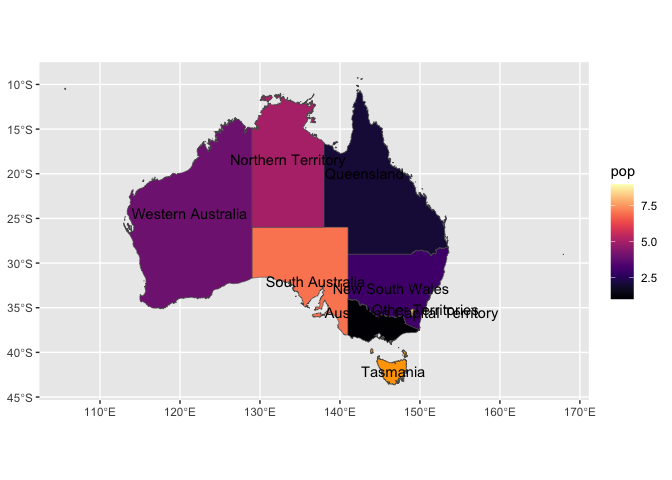 10°S
15°S
20°S
25°S
30°S
35°S
40°S
45°S
Northern Territory
Queensland
Western Australia
South Australia
New South Wales
Other Territories
Australian Capital Territory
Tasmania
110°E 120°E 130°E 140°E 150°E 160°E 170°E
pop
7.5
5.0
2.5